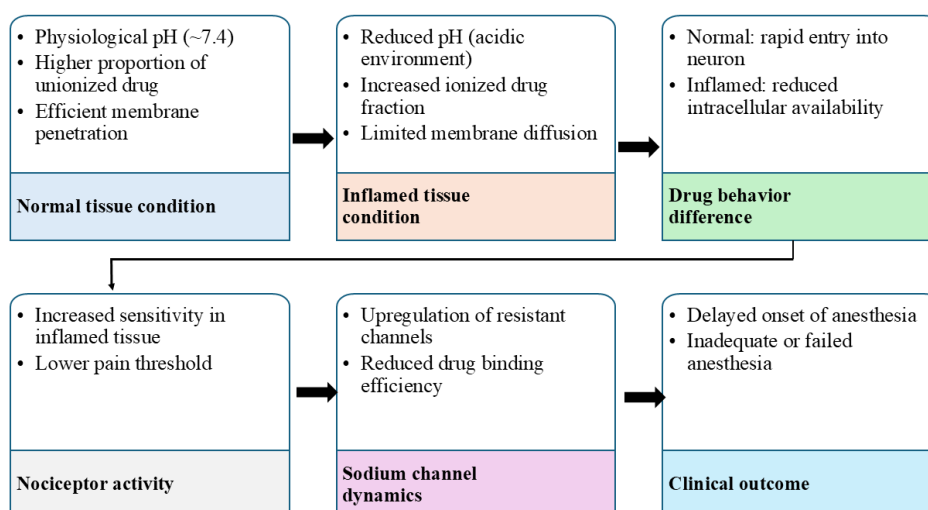 • Physiological pH (~7.4)
• Higher proportion of
unionized drug
• Efficient membrane
penetration
Normal tissue condition
• Reduced pH (acidic
environment)
• Increased ionized drug
fraction
• Limited membrane diffusion
Inflamed tissue
condition
• Normal: rapid entry into
neuron
• Inflamed: reduced
intracellular availability
Drug behavior
difference
• Increased sensitivity in
inflamed tissue
• Lower pain threshold
Nociceptor activity
• Upregulation of resistant
channels
• Reduced drug binding
efficiency
Sodium channel
dynamics
• Delayed onset of anesthesia
• Inadequate or failed
anesthesia
Clinical outcome